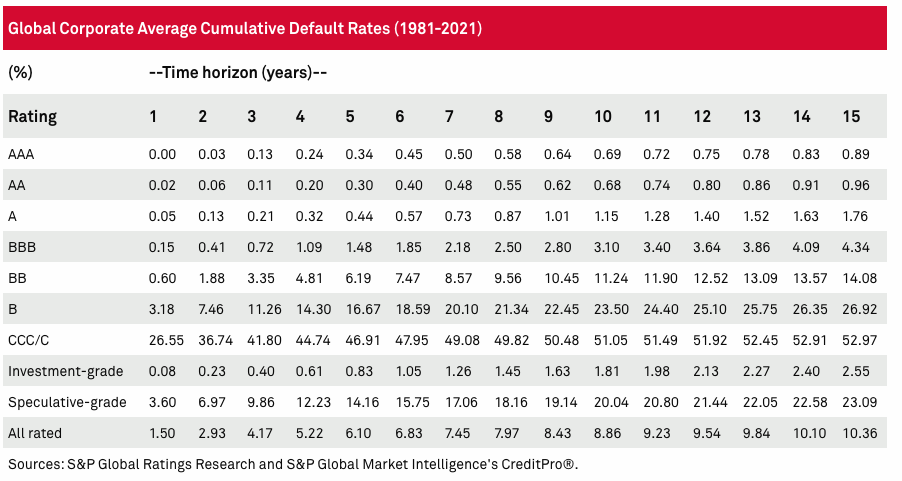 Global Corporate Average Cumulative Default Rates (1981-2021)
(%) --Time horizon (years)--
Rating 1 2 3 4 5 6 7 8 9 10 11 12 13 14 15
AAA 0.00 0.03 0.13 0.24 0.34 0.45 0.50 0.58 0.64 0.69 0.72 0.75 0.78 0.83 0.89
AA 0.02 0.06 0.11 0.20 0.30 0.40 0.48 0.55 0.62 0.68 0.74 0.80 0.86 0.91 0.96
A 0.05 0.13 0.21 0.32 0.44 0.57 0.73 0.87 1.01 1.15 1.28 1.40 1.52 1.63 1.76
BBB 0.15 0.41 0.72 1.09 1.48 1.85 2.18 2.50 2.80 3.10 3.40 3.64 3.86 4.09 4.34
BB 0.60 1.88 3.35 4.81 6.19 7.47 8.57 9.56 10.45 11.24 11.90 12.52 13.09 13.57 14.08
B 3.18 7.46 11.26 14.30 16.67 18.59 20.10 21.34 22.45 23.50 24.40 25.10 25.75 26.35 26.92
CCC/C 26.55 36.74 41.80 44.74 46.91 47.95 49.08 49.82 50.48 51.05 51.49 51.92 52.45 52.91 52.97
Investment-grade 0.08 0.23 0.40 0.61 0.83 1.05 1.26 1.45 1.63 1.81 1.98 2.13 2.27 2.40 2.55
Speculative-grade 3.60 6.97 9.86 12.23 14.16 15.75 17.06 18.16 19.14 20.04 20.80 21.44 22.05 22.58 23.09
All rated 1.50 2.93 4.17 5.22 6.10 6.83 7.45 7.97 8.43 8.86 9.23 9.54 9.84 10.10 10.36
Sources: S&P Global Ratings Research and S&P Global Market Intelligence's CreditPro®.